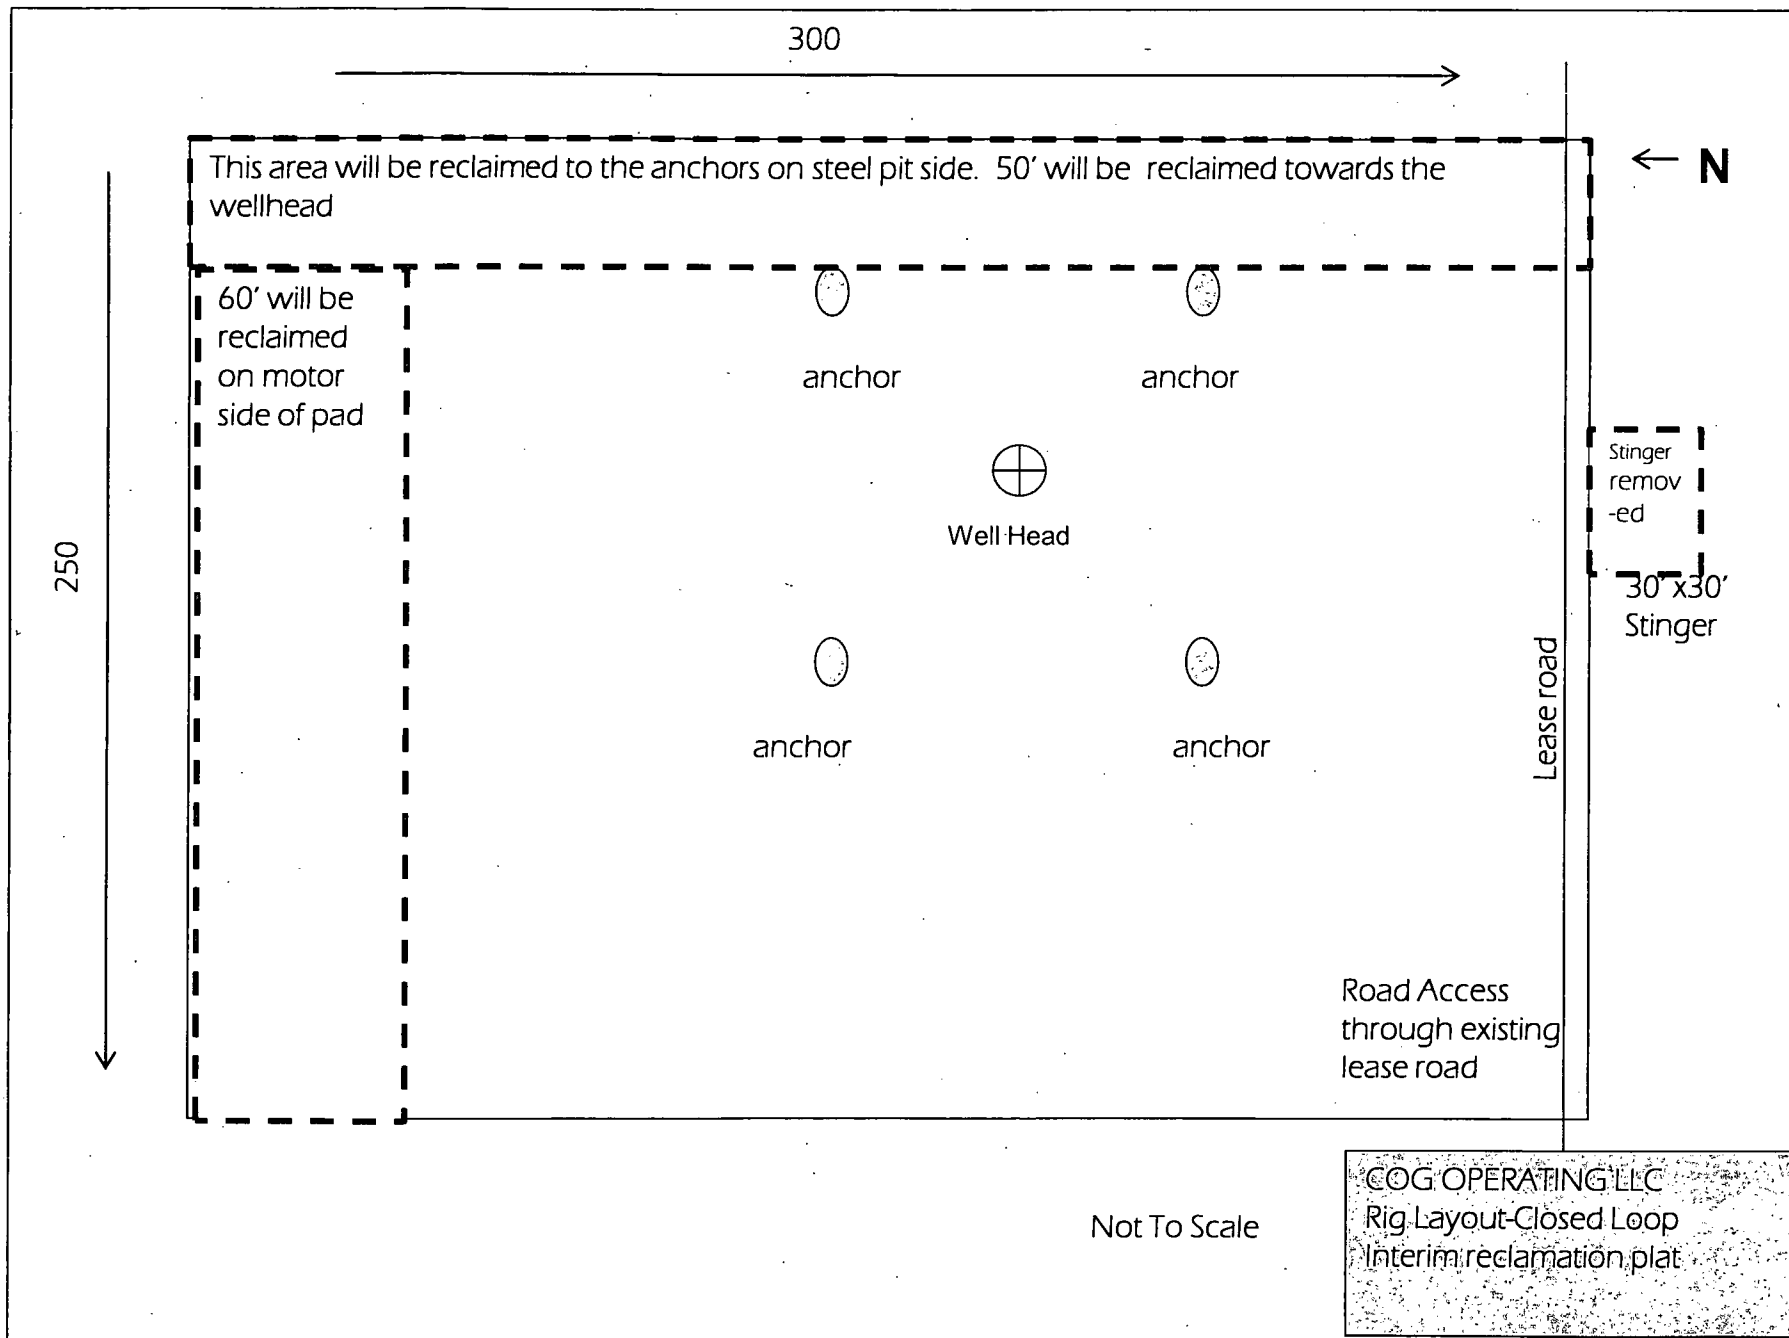 300
This area will be reclaimed to the anchors on steel pit side. 50' will be reclaimed towards the
wellhead
N
60' will be
reclaimed
on motor
side of pad
anchor
anchor
Stinger
remov
-ed
Well Head
250
30' x30'
Stinger
Lease road
anchor
anchor
Road Access
through existing
lease road
Not To Scale
COG OPERATING LLC
Rig Layout-Closed Loop
Interim reclamation plat